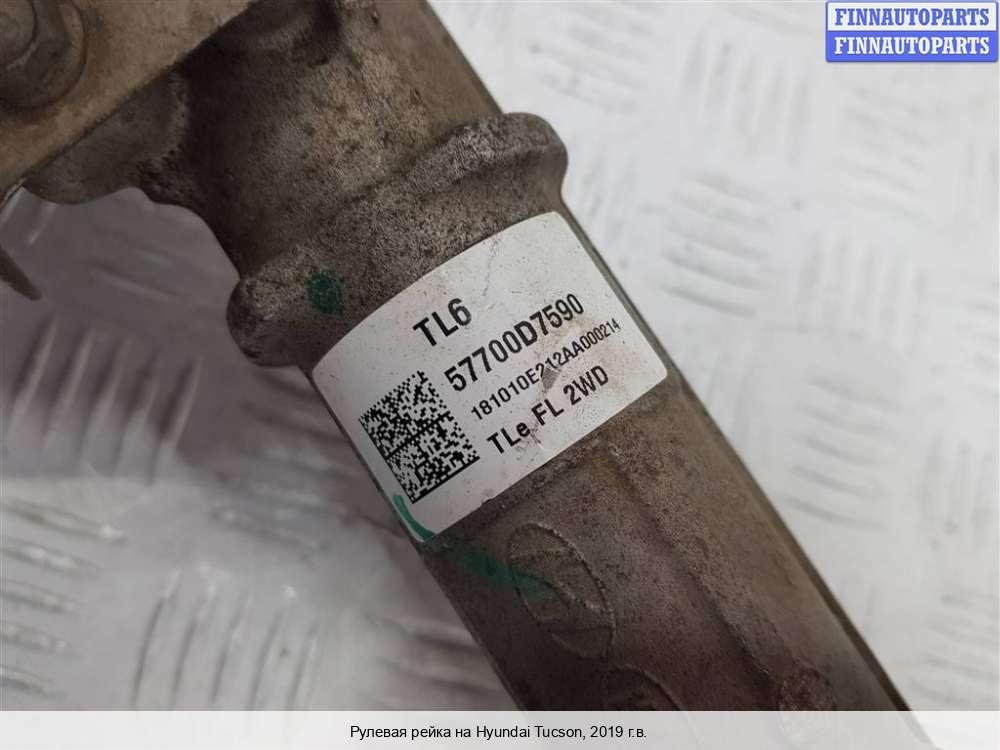 FINNAUTOPARTS
FINNAUTOPARTS
TL6
57700D7590
181010E212AA000214
TLe FL 2WD
Рулевая рейка на Hyundai Tucson, 2019 г.в.